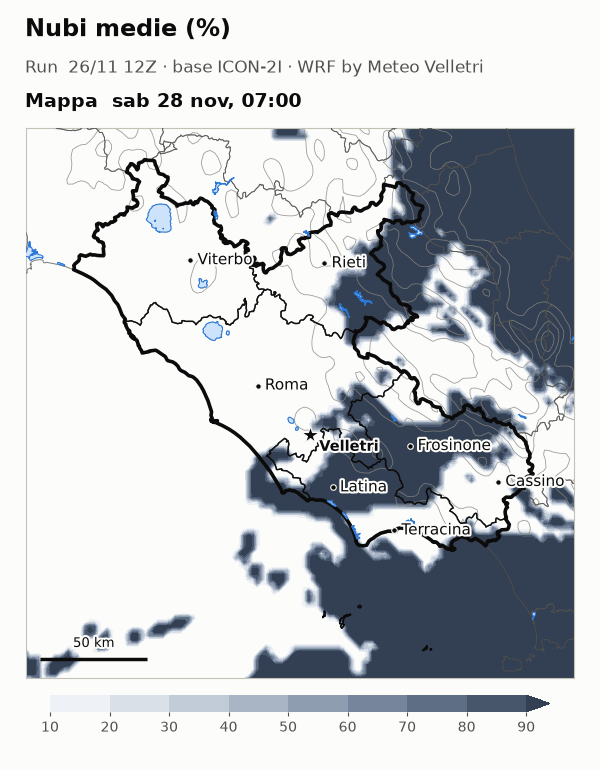 Nubi medie (%)
Run  26/11 12Z · base ICON-2I · WRF by Meteo Velletri
Mappa  sab 28 nov, 07:00
Viterbo
Rieti
Roma
Velletri
Frosinone
Latina
Cassino
Terracina
50 km
10 20 30 40 50 60 70 80 90